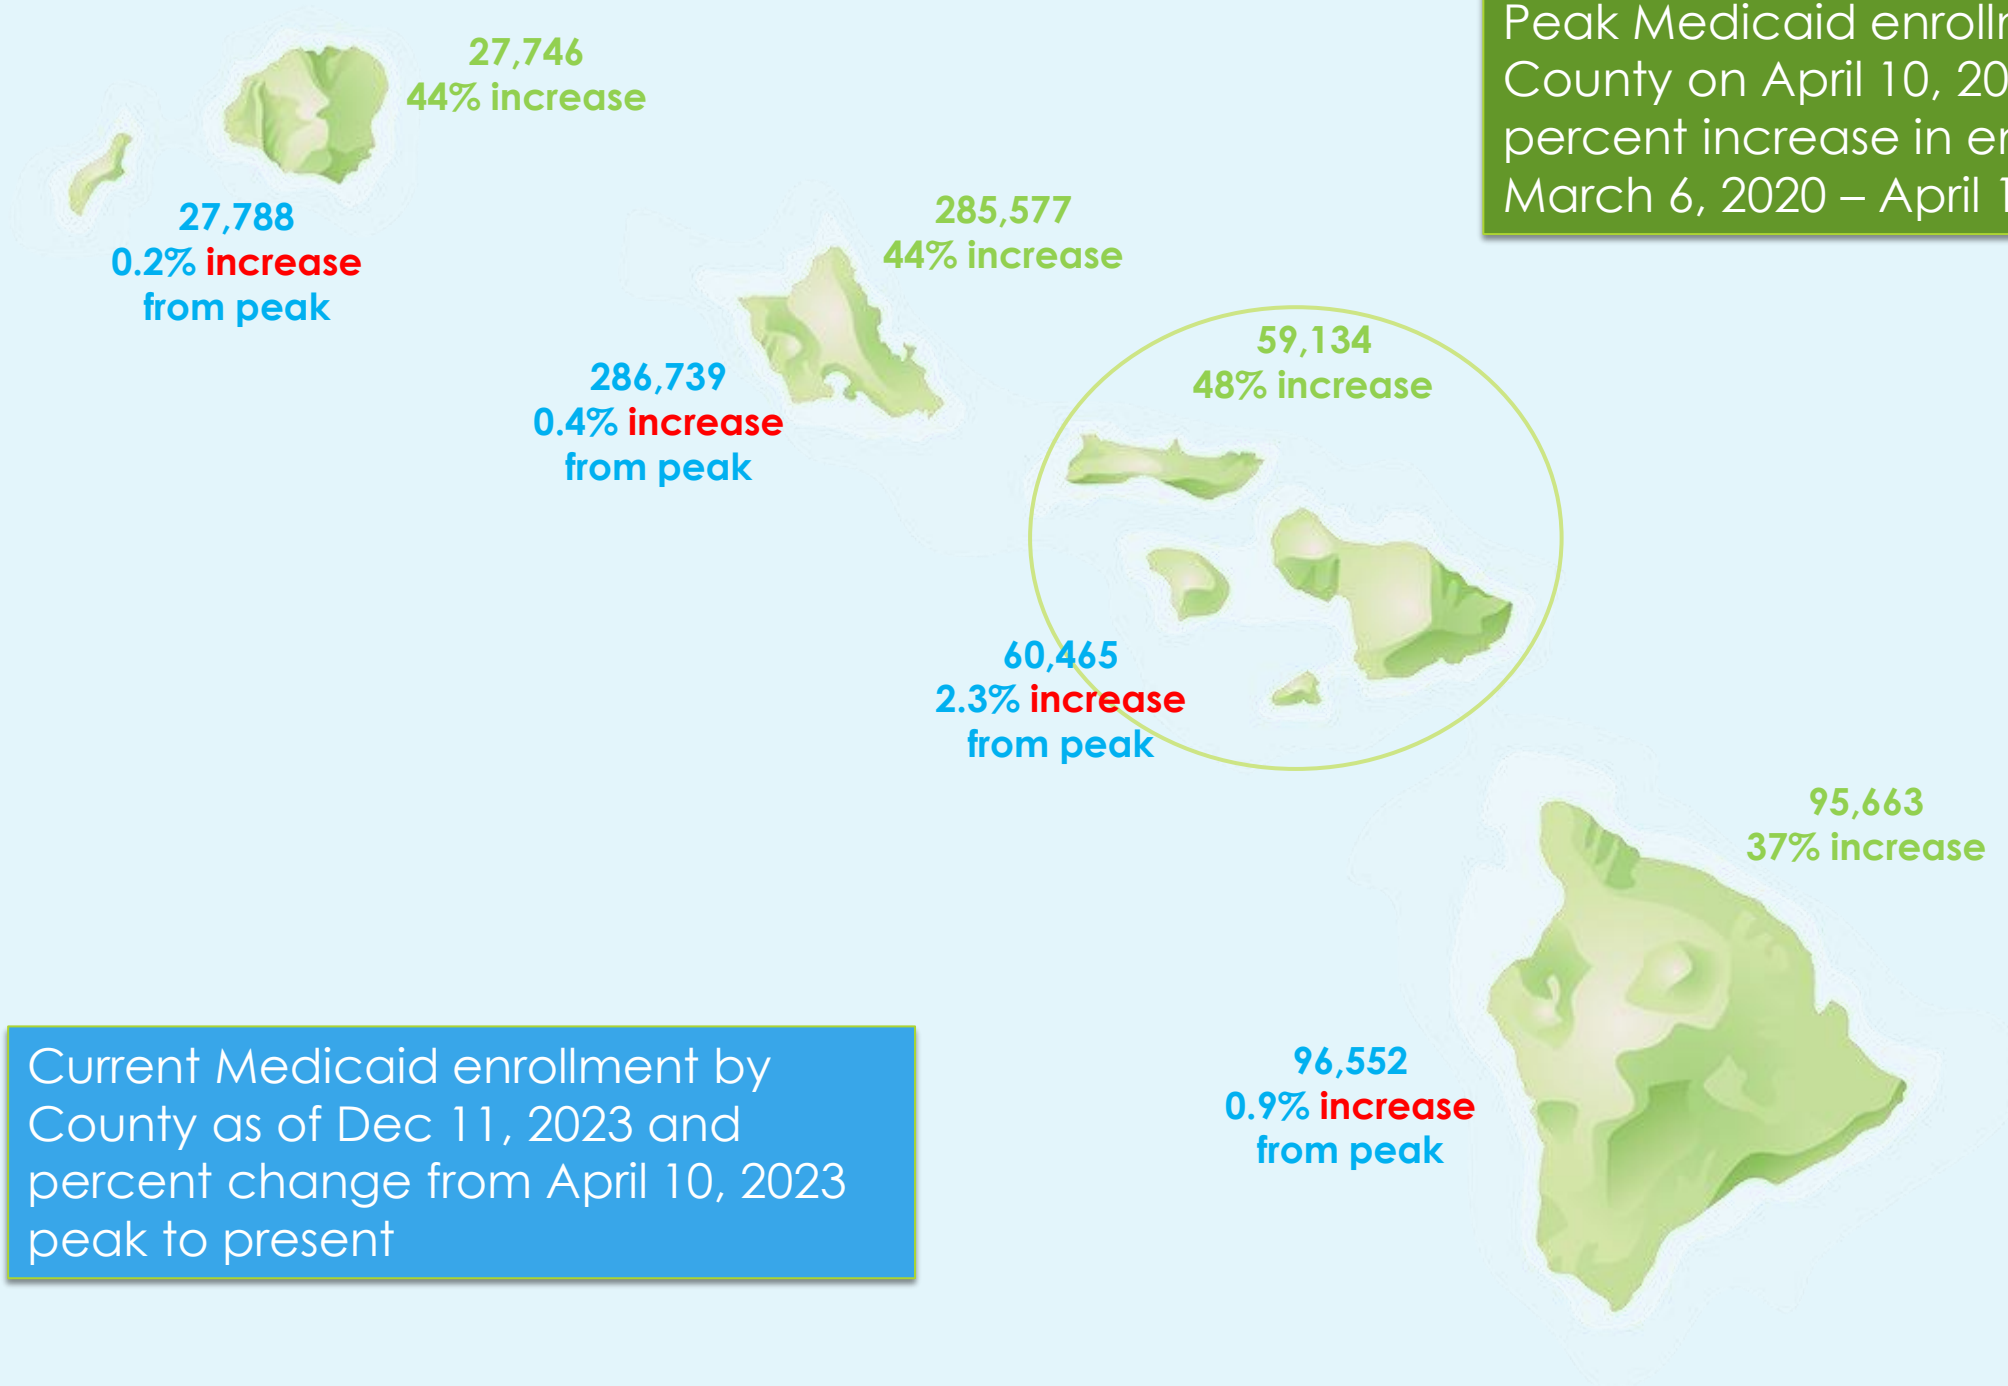 Peak Medicaid
County on April 10,
percent increase in
March 6, 2020 – April
27,746
44% increase
27,788
0.2% increase
from peak
285,577
44% increase
286,739
0.4% increase
from peak
59,134
48% increase
60,465
2.3% increase
from peak
95,663
37% increase
96,552
0.9% increase
from peak
Current Medicaid enrollment by
County as of Dec 11, 2023 and
percent change from April 10, 2023
peak to present